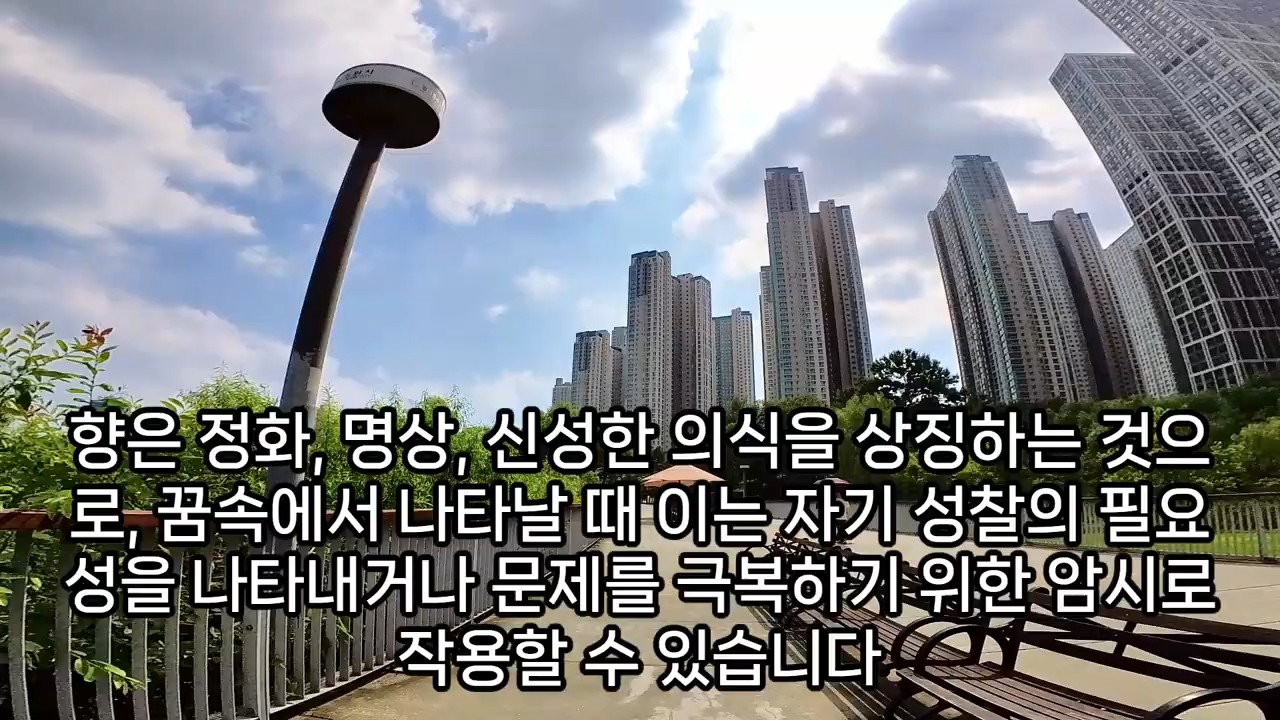 향은 정화, 명상, 신성한 의식을 상징하는 것으
로, 꿈속에서 나타날 때 이는 자기 성찰의 필요
성을 나타내거나 문제를 극복하기 위한 암시로
작용할 수 있습니다